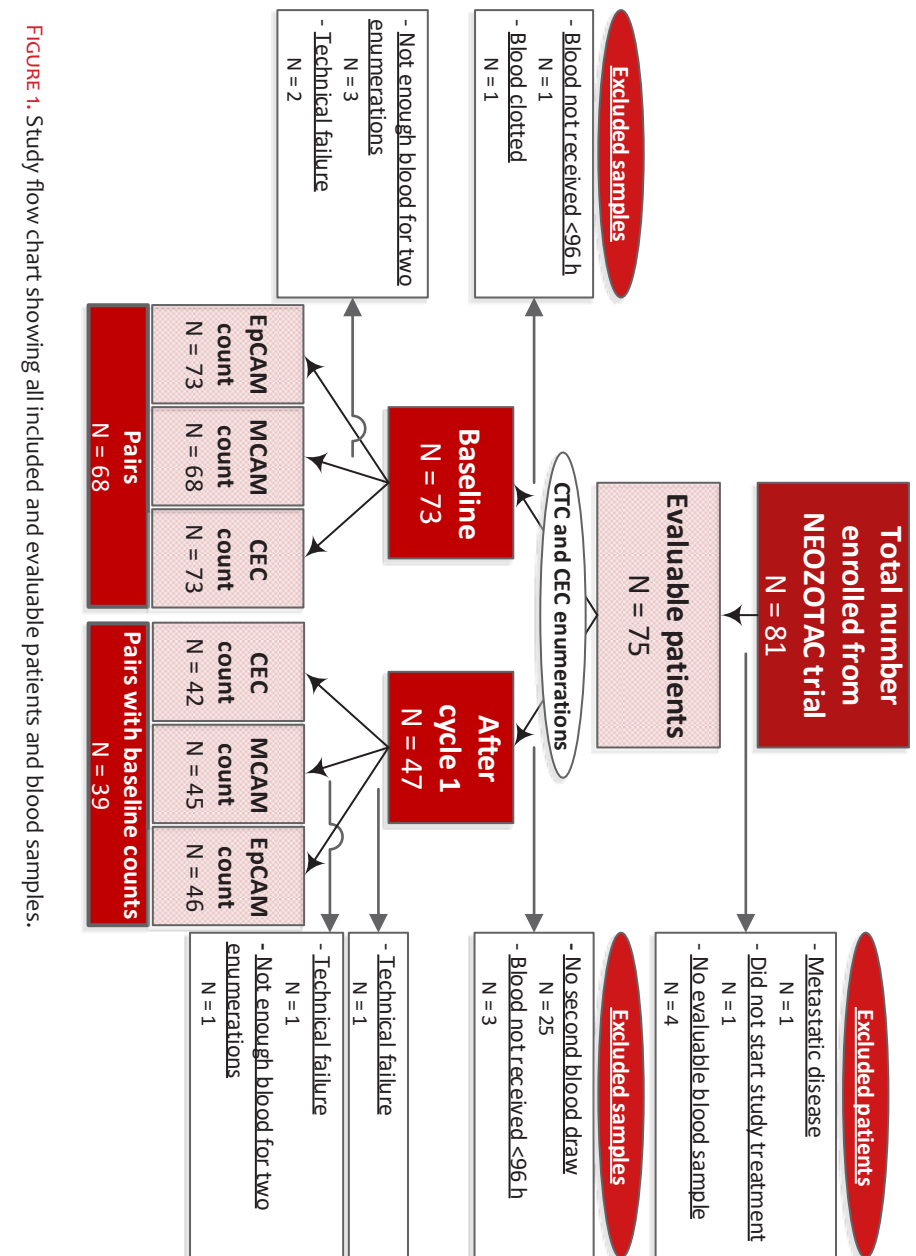 Total number
enrolled from
NEOZOTAC trial
N = 81
Excluded patients
- Metastatic disease
N = 1
- Did not start study treatment
N = 1
- No evaluable blood sample
N = 4
Evaluable patients
N = 75
CTC and CEC enumerations
Excluded samples
- Blood not received <96 h
N = 1
- Blood clotted
N = 1
Excluded samples
- No second blood draw
N = 25
- Blood not received <96 h
N = 3
Baseline
N = 73
After
cycle 1
N = 47
- Not enough blood for two
enumerations
N = 3
- Technical failure
N = 2
- Technical failure
N = 1
- Technical failure
N = 1
- Not enough blood for two
enumerations
N = 1
EpCAM
count
N = 73
MCAM
count
N = 68
CEC
count
N = 73
CEC
count
N = 42
MCAM
count
N = 45
EpCAM
count
N = 46
Pairs
N = 68
Pairs with baseline counts
N = 39
FIGURE 1. Study flow chart showing all included and evaluable patients and blood samples.